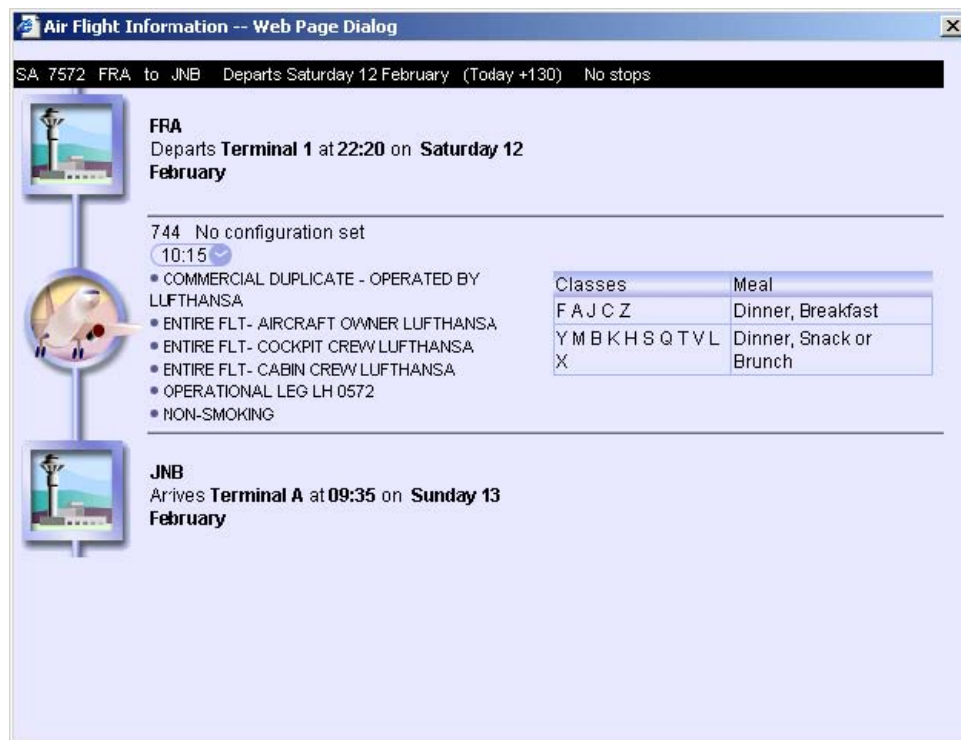 Air Flight Information -- Web Page Dialog
SA 7572 FRA to JNB Departs Saturday 12 February (Today +130) No stops
FRA
Departs Terminal 1 at 22:20 on Saturday 12
February
744 No configuration set
10:15
COMMERCIAL DUPLICATE - OPERATED BY
LUFTHANSA
ENTIRE FLT- AIRCRAFT OWNER LUFTHANSA
ENTIRE FLT- COCKPIT CREW LUFTHANSA
ENTIRE FLT- CABIN CREW LUFTHANSA
OPERATIONAL LEG LH 0572
NON-SMOKING
Classes Meal
F A J C Z Dinner, Breakfast
Y M B K H S Q T V L Dinner, Snack or
X Brunch
JNB
Arrives Terminal A at 09:35 on Sunday 13
February